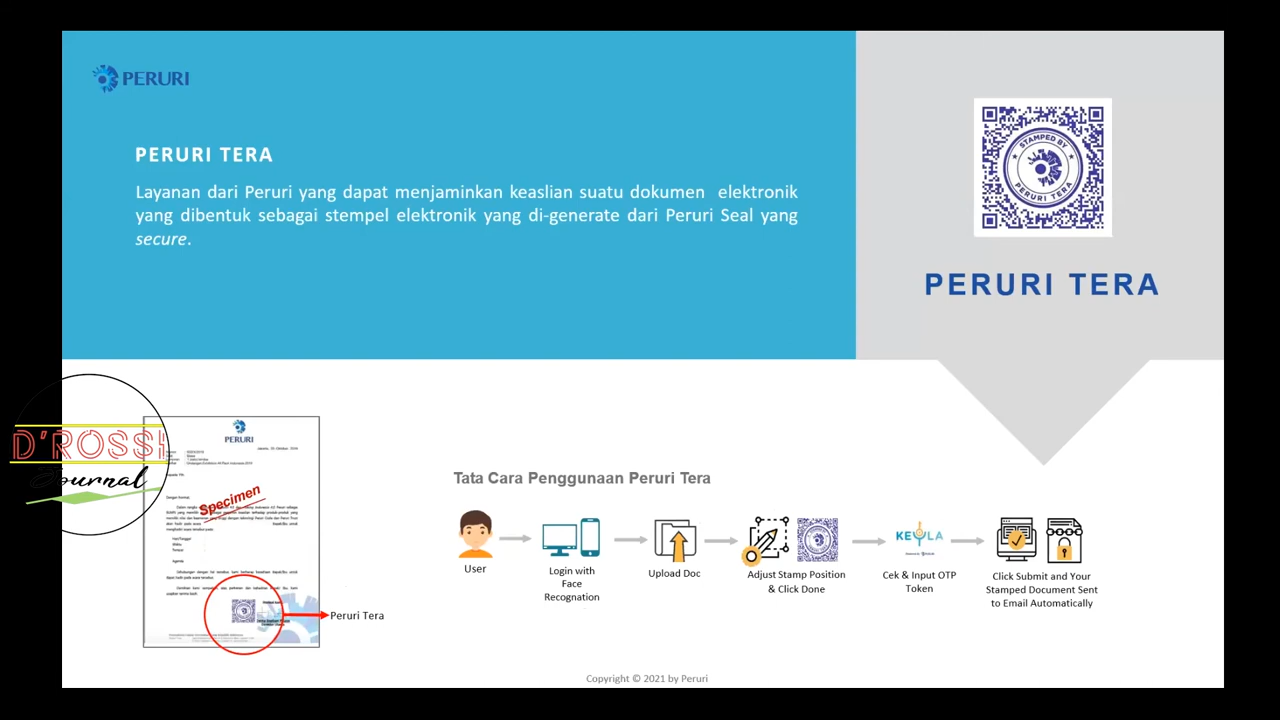 PERURI
PERURI TERA
Layanan dari Peruri yang dapat menjaminkan keaslian suatu dokumen elektronik
yang dibentuk sebagai stempel elektronik yang di-generate dari Peruri Seal yang
secure.
STAMPED BY
PERURI TERA
PERURI TERA
D'ROSSI
Journal
PERURI
Specimen
Peruri Tera
Tata Cara Penggunaan Peruri Tera
User
Login with
Face
Recognation
Upload Doc
Adjust Stamp Position
& Click Done
KEYLA
Cek & Input OTP
Token
Click Submit and Your
Stamped Document Sent
to Email Automatically
Copyright © 2021 by Peruri